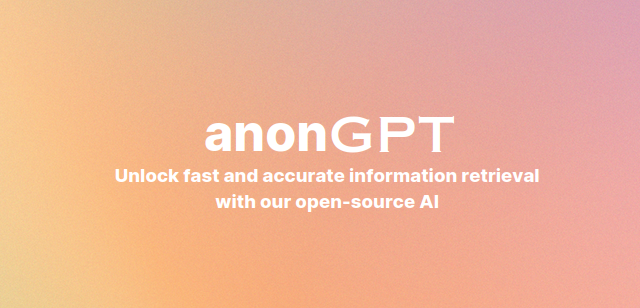 anonGPT
Unlock fast and accurate information retrieval
with our open-source AI